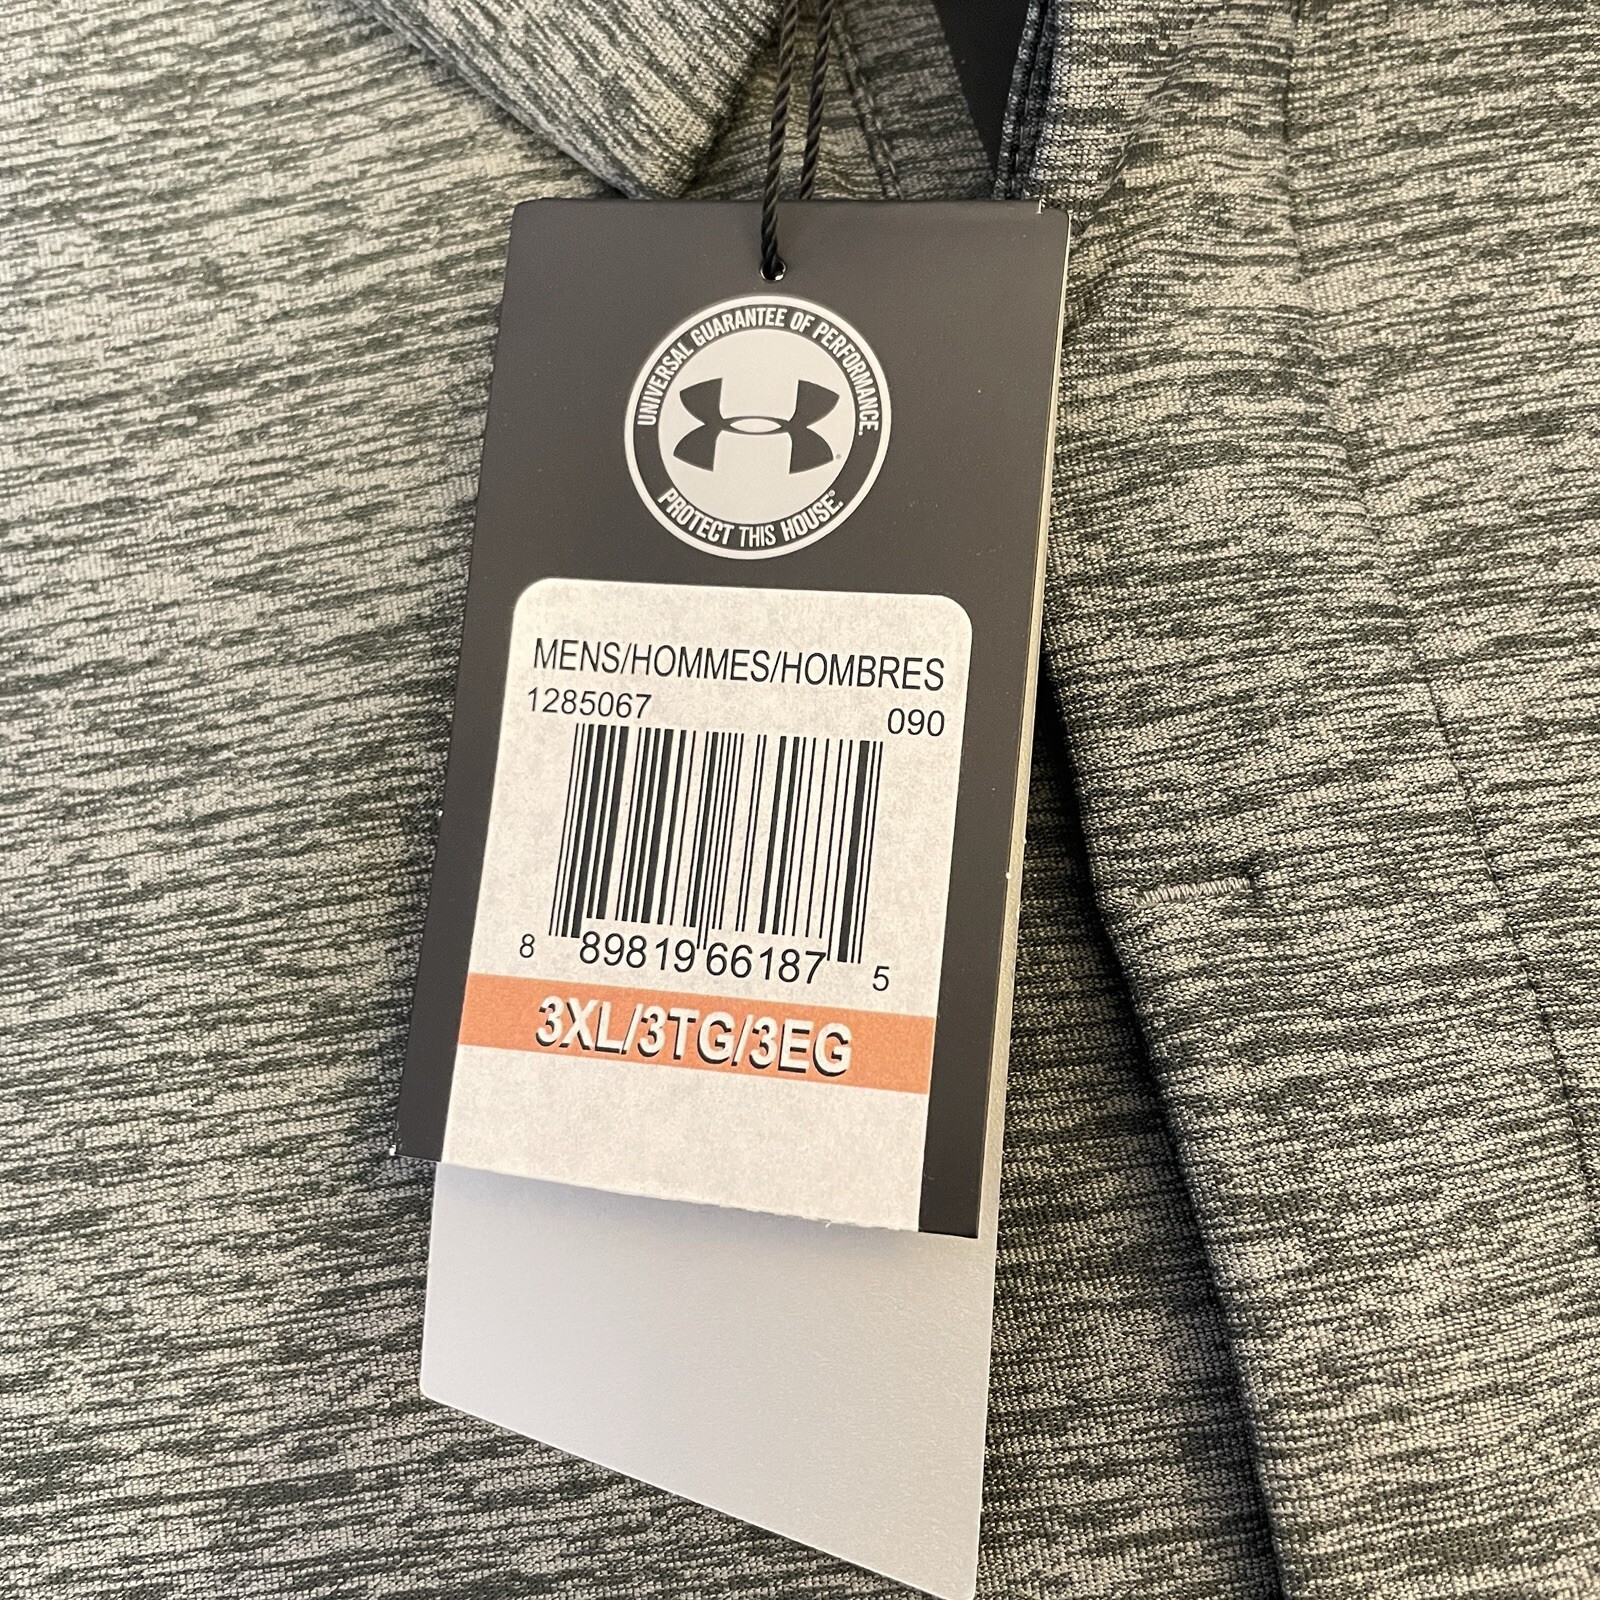 UNIVERSAL GUARANTEE OF PERFORMANCE.
PROTECT THIS HOUSE.®
MENS/HOMMES/HOMBRES
1285067 090
8 89819 66187 5
3XL/3TG/3EG